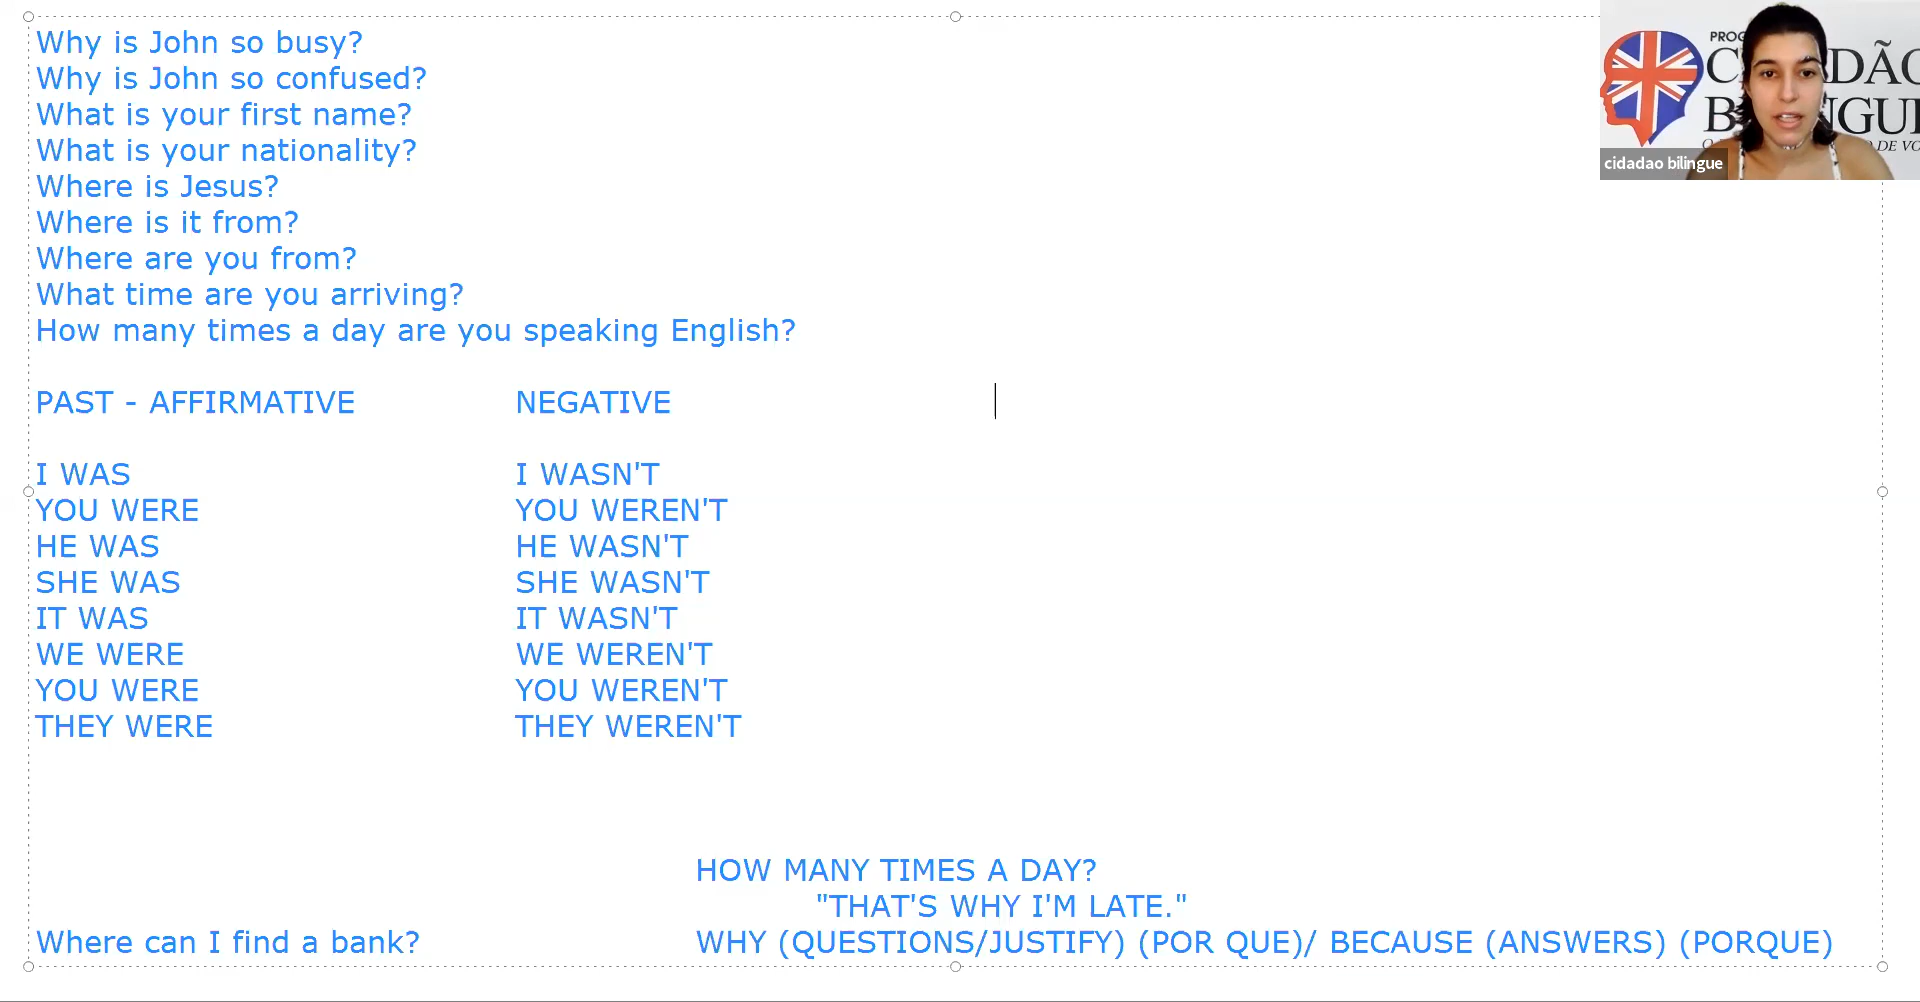 Why is John so busy?
Why is John so confused?
What is your first name?
What is your nationality?
Where is Jesus?
Where is it from?
Where are you from?
What time are you arriving?
How many times a day are you speaking English?
PAST - AFFIRMATIVE NEGATIVE
I WAS I WASN'T
YOU WERE YOU WEREN'T
HE WAS HE WASN'T
SHE WAS SHE WASN'T
IT WAS IT WASN'T
WE WERE WE WEREN'T
YOU WERE YOU WEREN'T
THEY WERE THEY WEREN'T
HOW MANY TIMES A DAY?
"THAT'S WHY I'M LATE."
Where can I find a bank? WHY (QUESTIONS/JUSTIFY) (POR QUE)/ BECAUSE (ANSWERS) (PORQUE)
cidadao bilingue